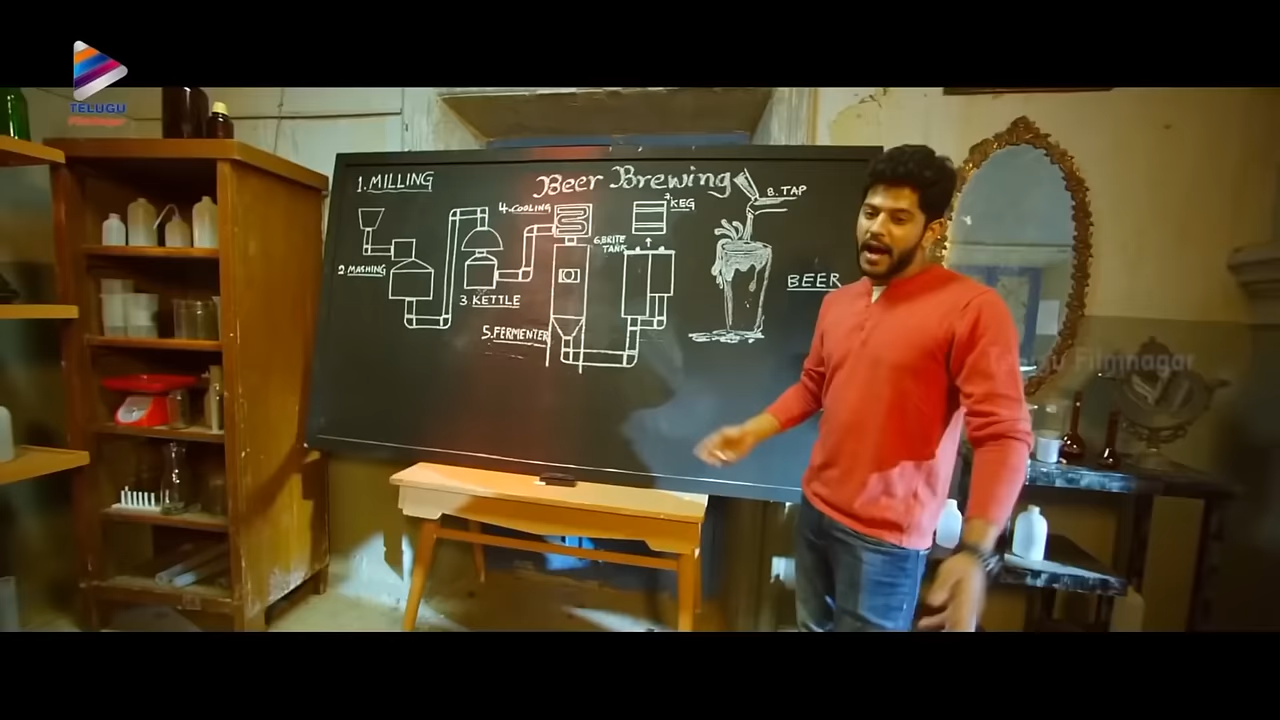 TELUGU
Filmnagar
Beer Brewing
1. MILLING
2. MASHING
3. KETTLE
4. COOLING
5. FERMENTER
6. BRITE
TANK
7 KEG
8. TAP
BEER
Telugu Filmnagar